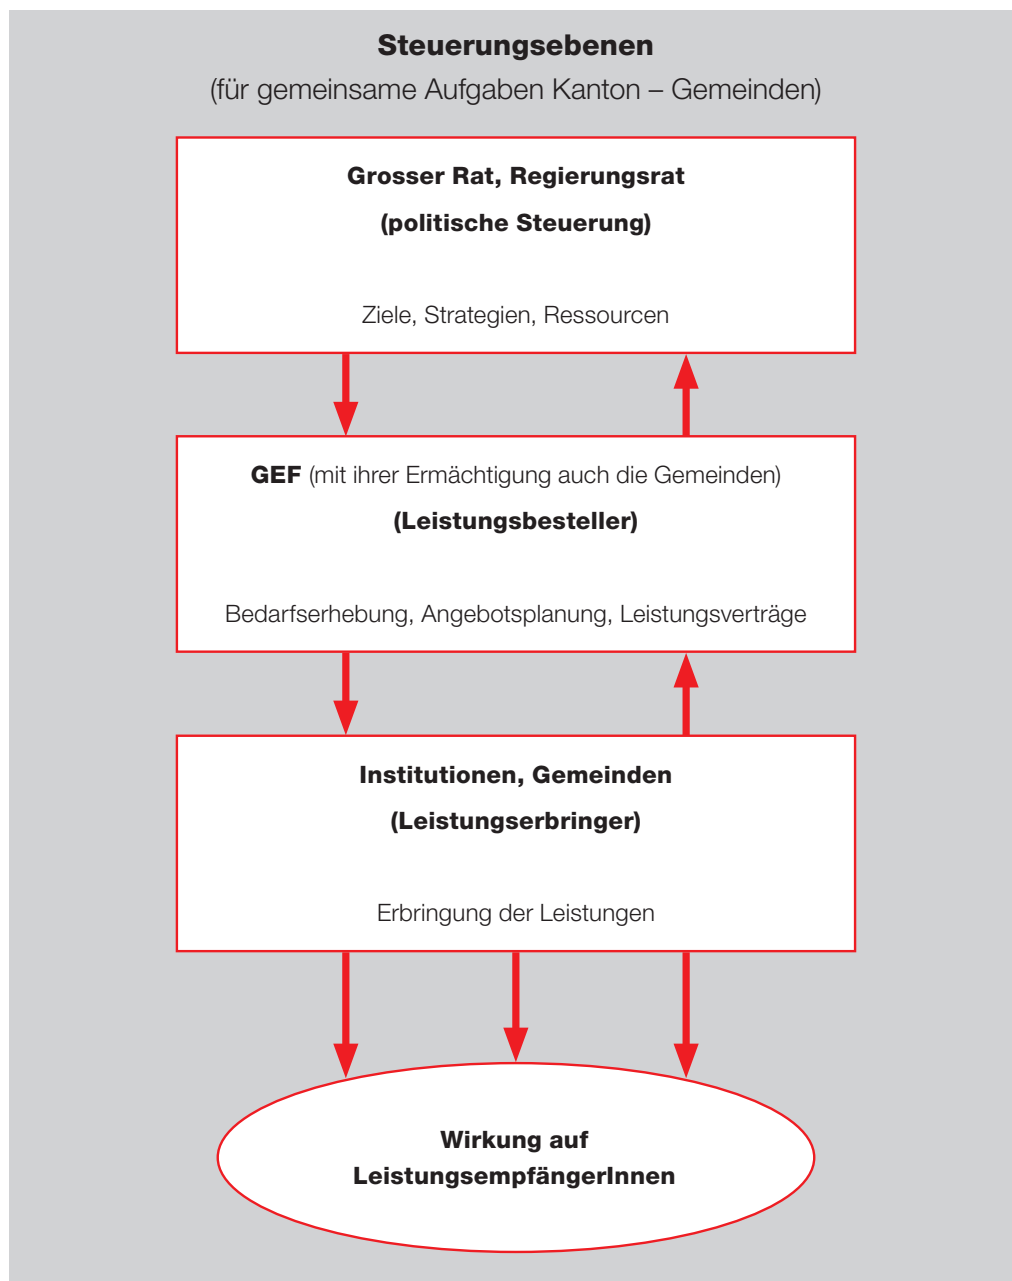 Steuerungsebenen
(für gemeinsame Aufgaben Kanton – Gemeinden)
Grosser Rat, Regierungsrat
(politische Steuerung)
Ziele, Strategien, Ressourcen
GEF (mit ihrer Ermächtigung auch die Gemeinden)
(Leistungsbesteller)
Bedarfserhebung, Angebotsplanung, Leistungsverträge
Institutionen, Gemeinden
(Leistungserbringer)
Erbringung der Leistungen
Wirkung auf
LeistungsempfängerInnen